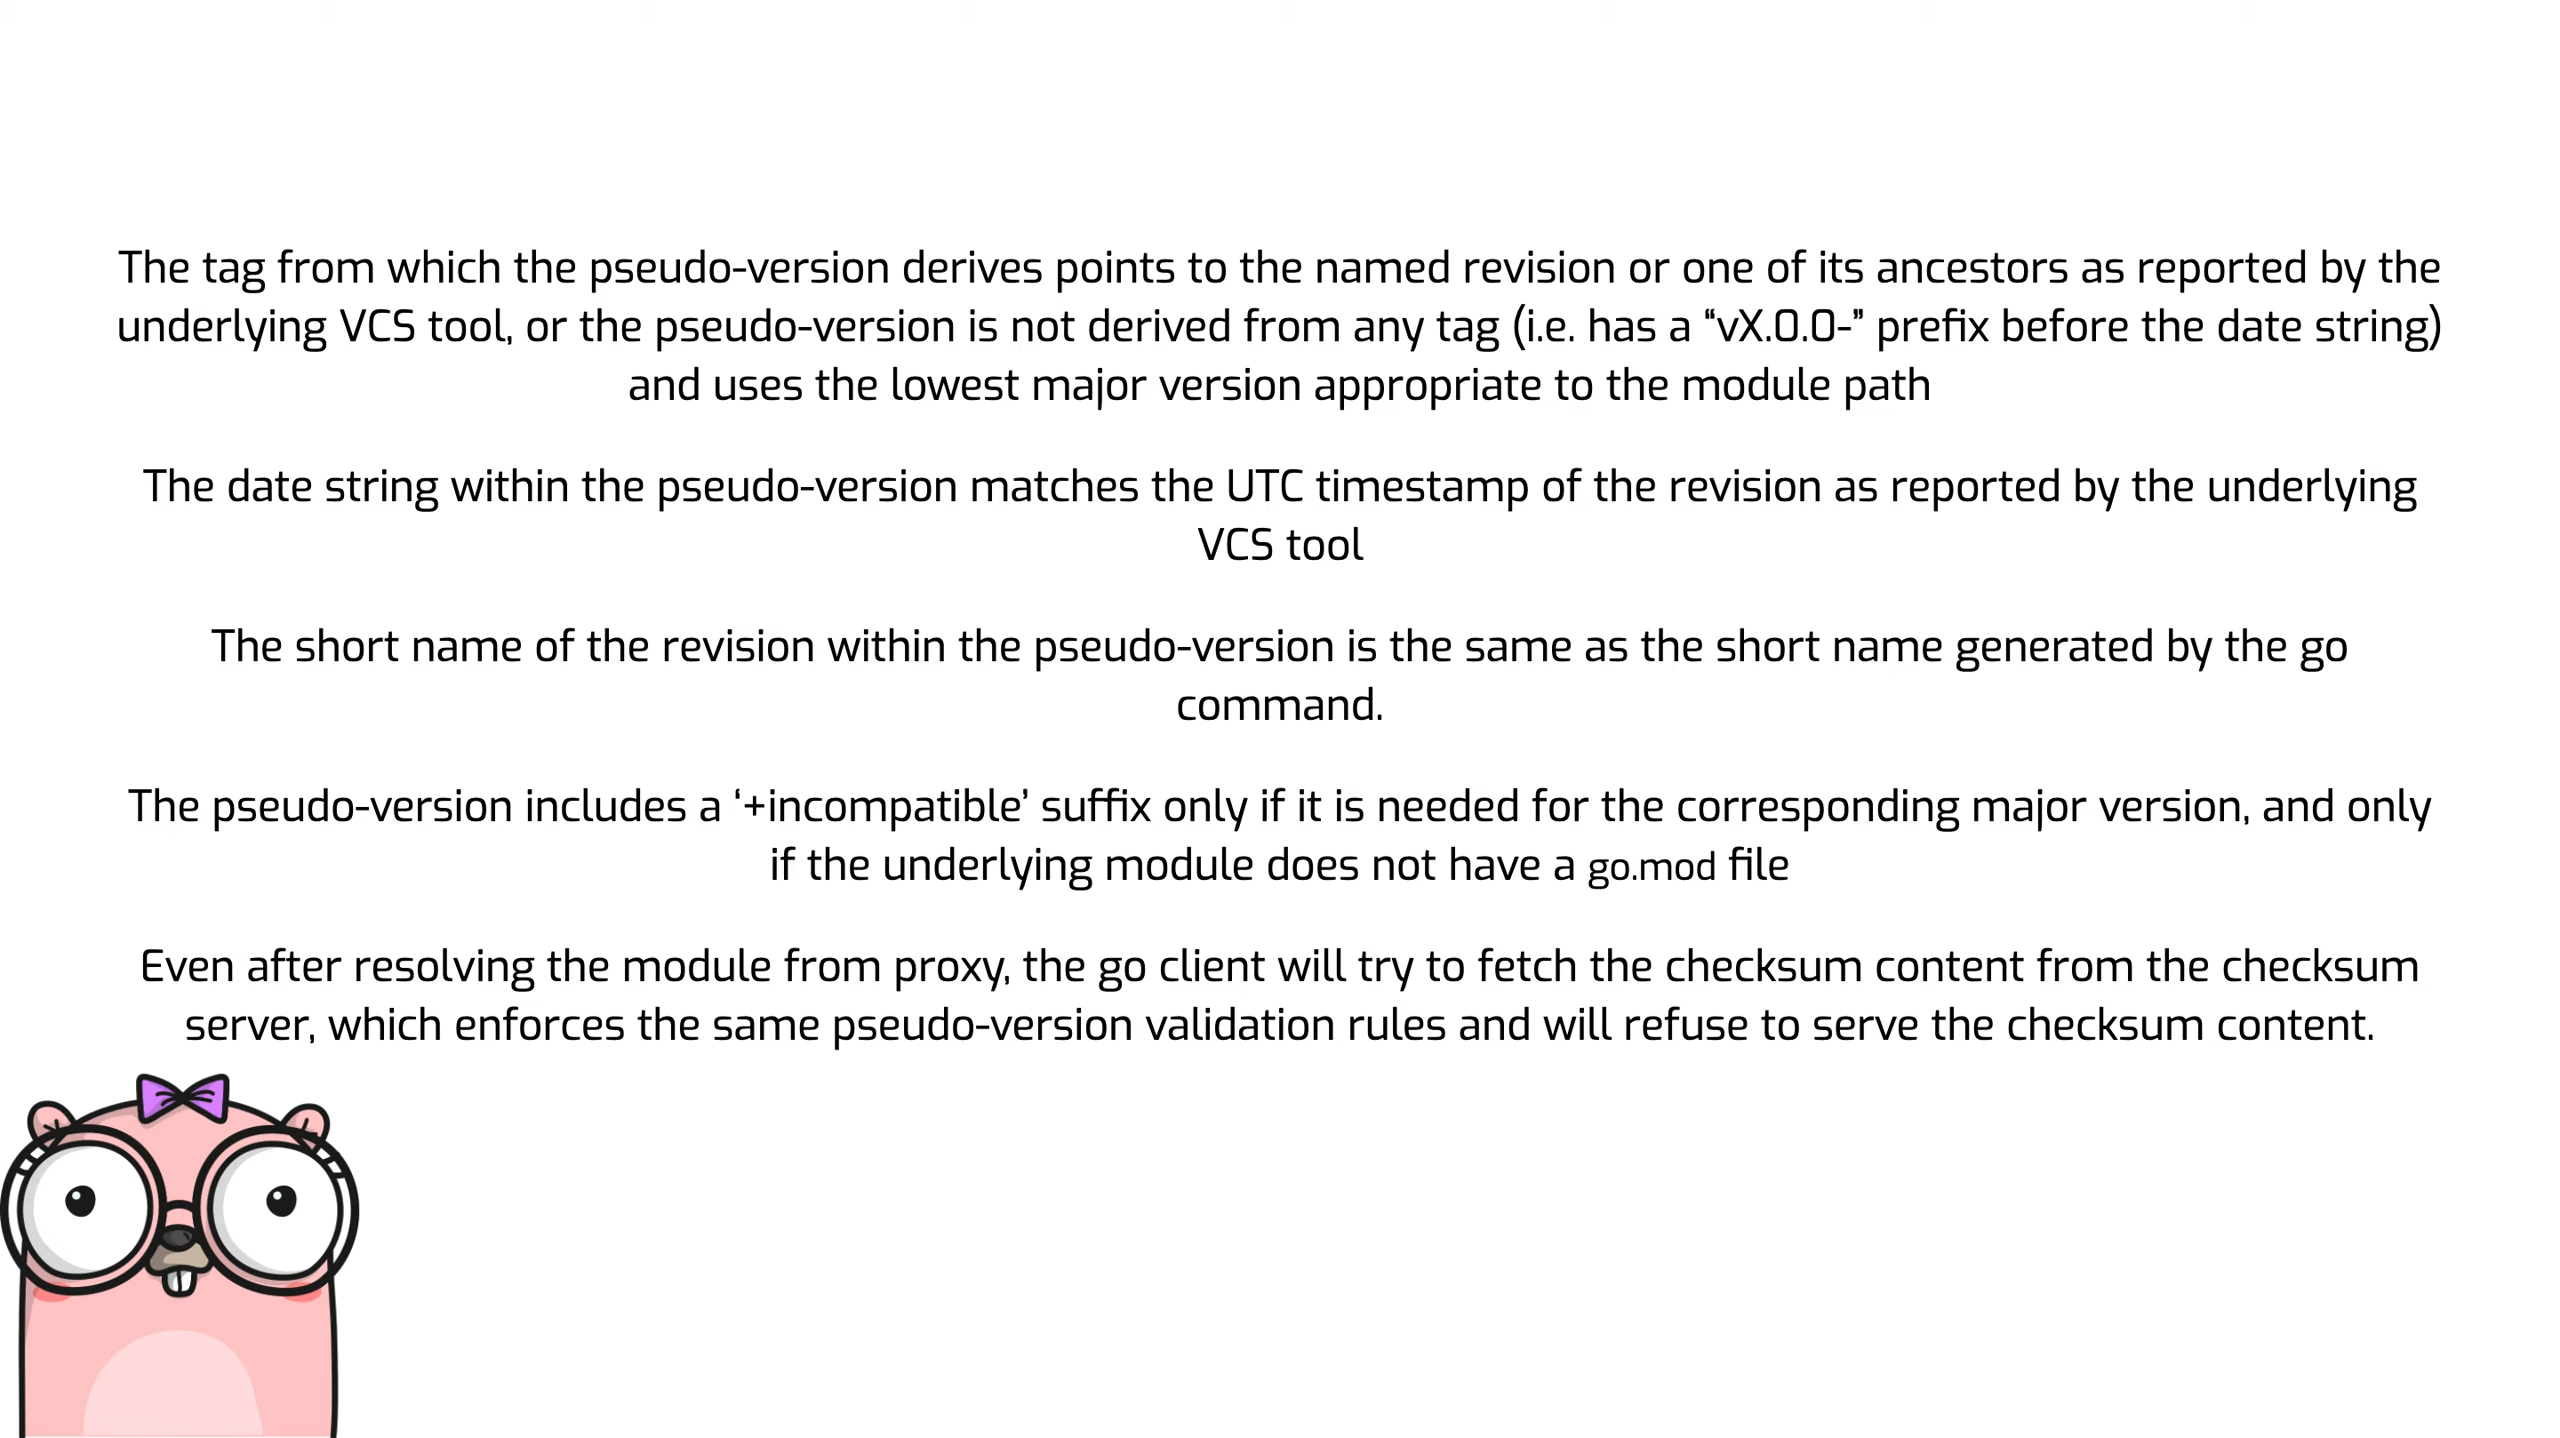 The tag from which the pseudo-version derives points to the named revision or one of its ancestors as reported by the
underlying VCS tool, or the pseudo-version is not derived from any tag (i.e. has a “vX.0.0-” prefix before the date string)
and uses the lowest major version appropriate to the module path
The date string within the pseudo-version matches the UTC timestamp of the revision as reported by the underlying
VCS tool
The short name of the revision within the pseudo-version is the same as the short name generated by the go
command.
The pseudo-version includes a ‘+incompatible’ suffix only if it is needed for the corresponding major version, and only
if the underlying module does not have a go.mod file
Even after resolving the module from proxy, the go client will try to fetch the checksum content from the checksum
server, which enforces the same pseudo-version validation rules and will refuse to serve the checksum content.